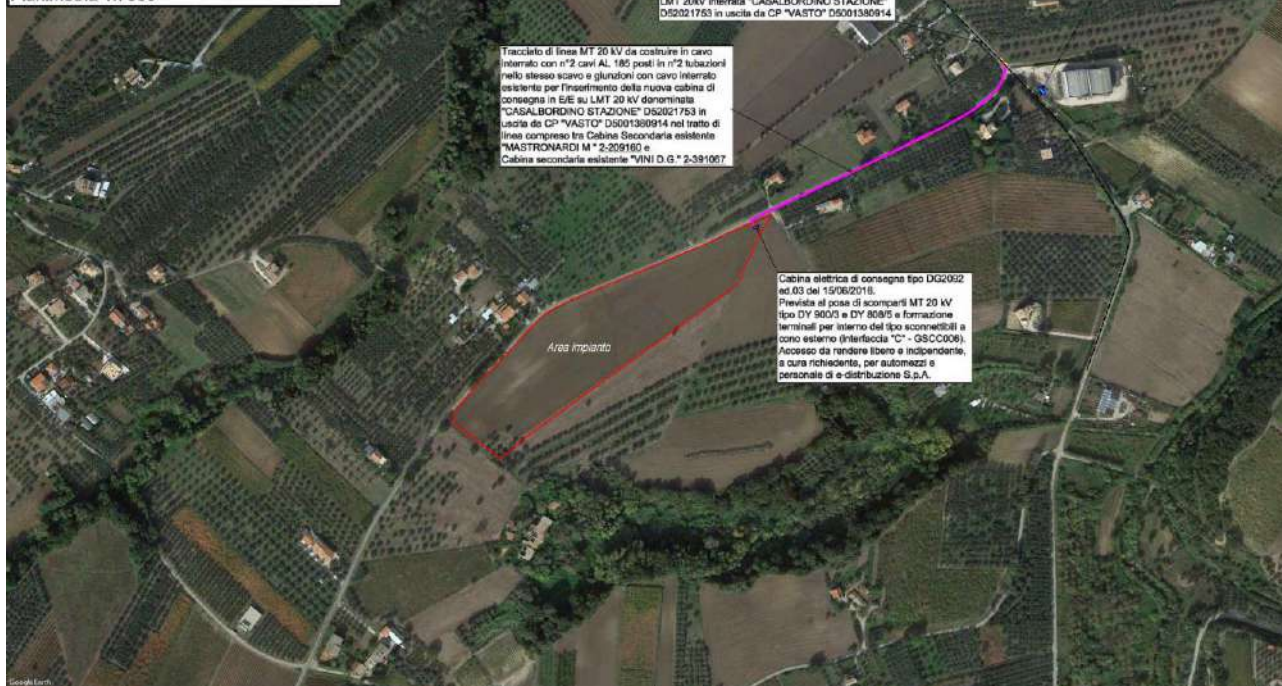 LMT 20kV interrata "CASALBORDINO STAZIONE"
D52021753 in uscita da CP "VASTO" D5001380914
Tracciato di linea MT 20 kV da costruire in cavo
interrato con n°2 cavi AL 185 posti in n°2 tubazioni
nello stesso scavo e giunzioni con cavo interrato
esistente per l'inserimento della nuova cabina di
consegna in E/E su LMT 20 kV denominata
"CASALBORDINO STAZIONE" D52021753 in
uscita da CP "VASTO" D5001380914 nel tratto di
linea compreso tra Cabina Secondaria esistente
"MASTRONARDI M " 2-209160 e
Cabina secondaria esistente "VINI D.G." 2-391067
Cabina elettrica di consegna tipo DG2092
ed.03 del 15/09/2016.
Prevista al posa di scomparti MT 20 kV
tipo DY 900/3 e DY 808/5 e formazione
terminali per interno del tipo sconnettibili a
cono esterno (interfaccia "C" - GSCC006).
Accesso da rendere libero e indipendente,
a cura richiedente, per automezzi e
personale di e-distribuzione S.p.A.
Area impianto
Google Earth